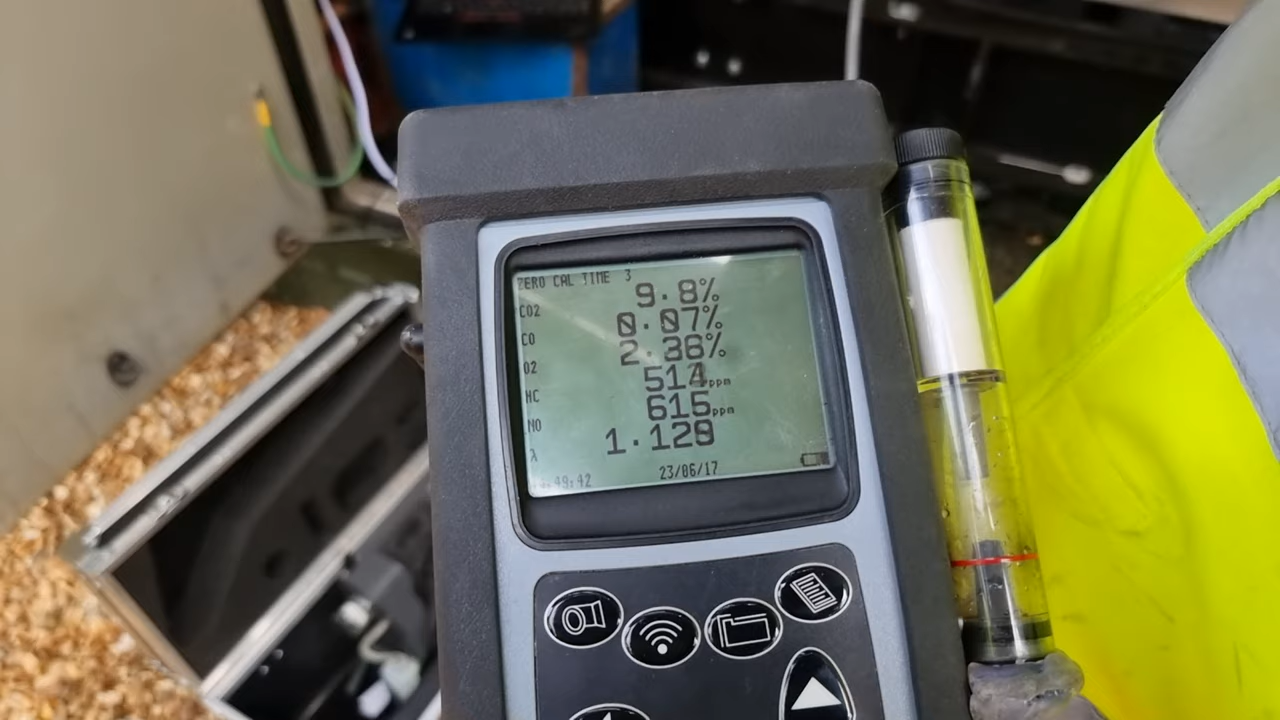 ZERO CAL TIME 3
CO2 9.8%
CO 0.07%
O2 2.36%
HC 514ppm
NO 615ppm
λ 1.129
:49:42 23/06/17